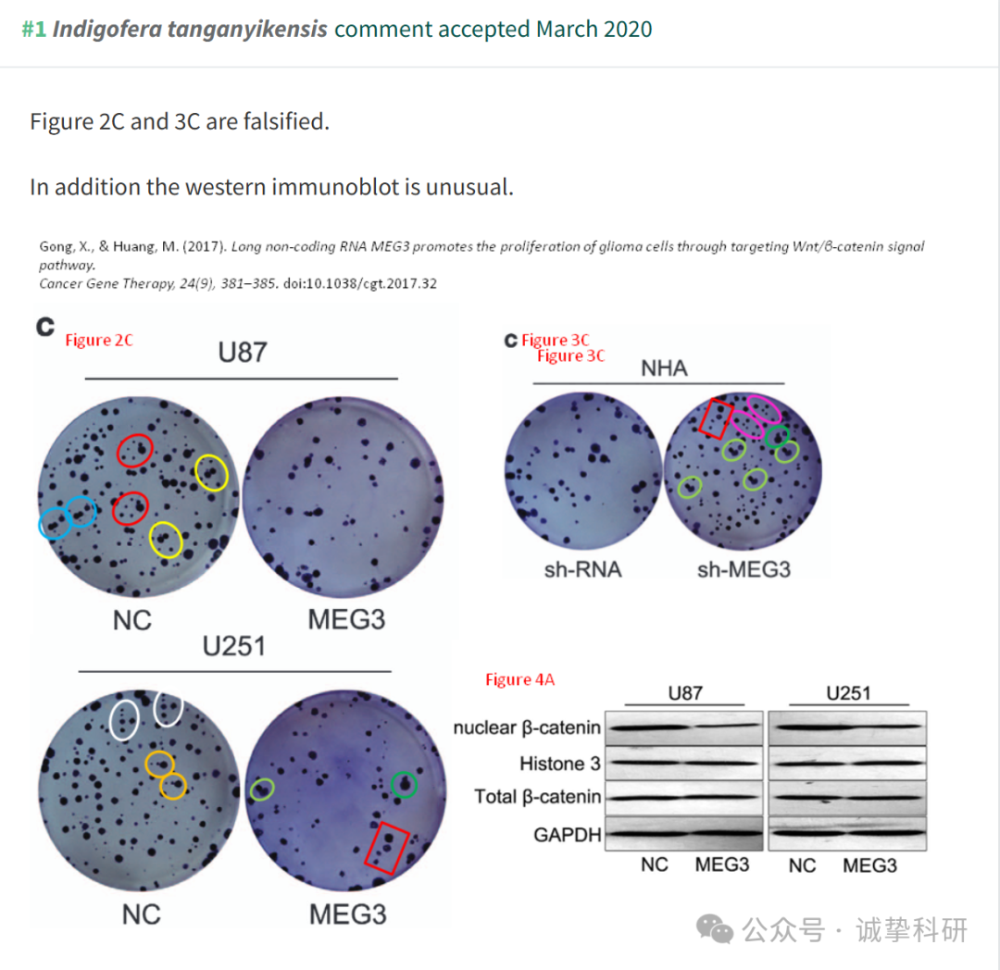 #1 Indigofera tanganyikensis comment accepted March 2020
Figure 2C and 3C are falsified.
In addition the western immunoblot is unusual.
Gong, X., & Huang, M. (2017). Long non-coding RNA MEG3 promotes the proliferation of glioma cells through targeting Wnt/β-catenin signal
pathway.
Cancer Gene Therapy, 24(9), 381–385. doi:10.1038/cgt.2017.32
C Figure 2C
U87
NC MEG3
C Figure 3C
Figure 3C
NHA
sh-RNA sh-MEG3
U251
NC MEG3
Figure 4A
U87 U251
nuclear β-catenin
Histone 3
Total β-catenin
GAPDH
NC MEG3 NC MEG3
公众号 · 诚挚科研